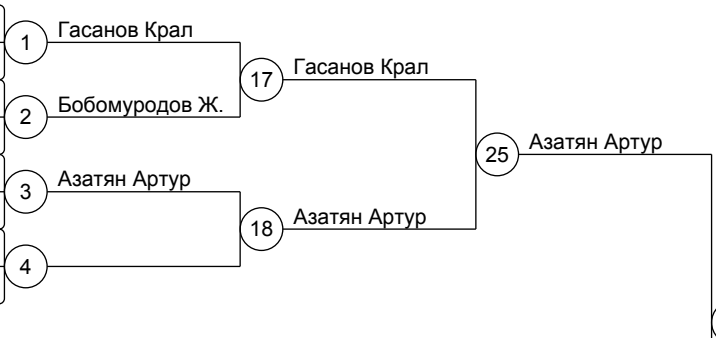 Гасанов Крал
1
Гасанов Крал
17
Бобомуродов Ж.
2
Азатян Артур
25
Азатян Артур
3
Азатян Артур
18
4